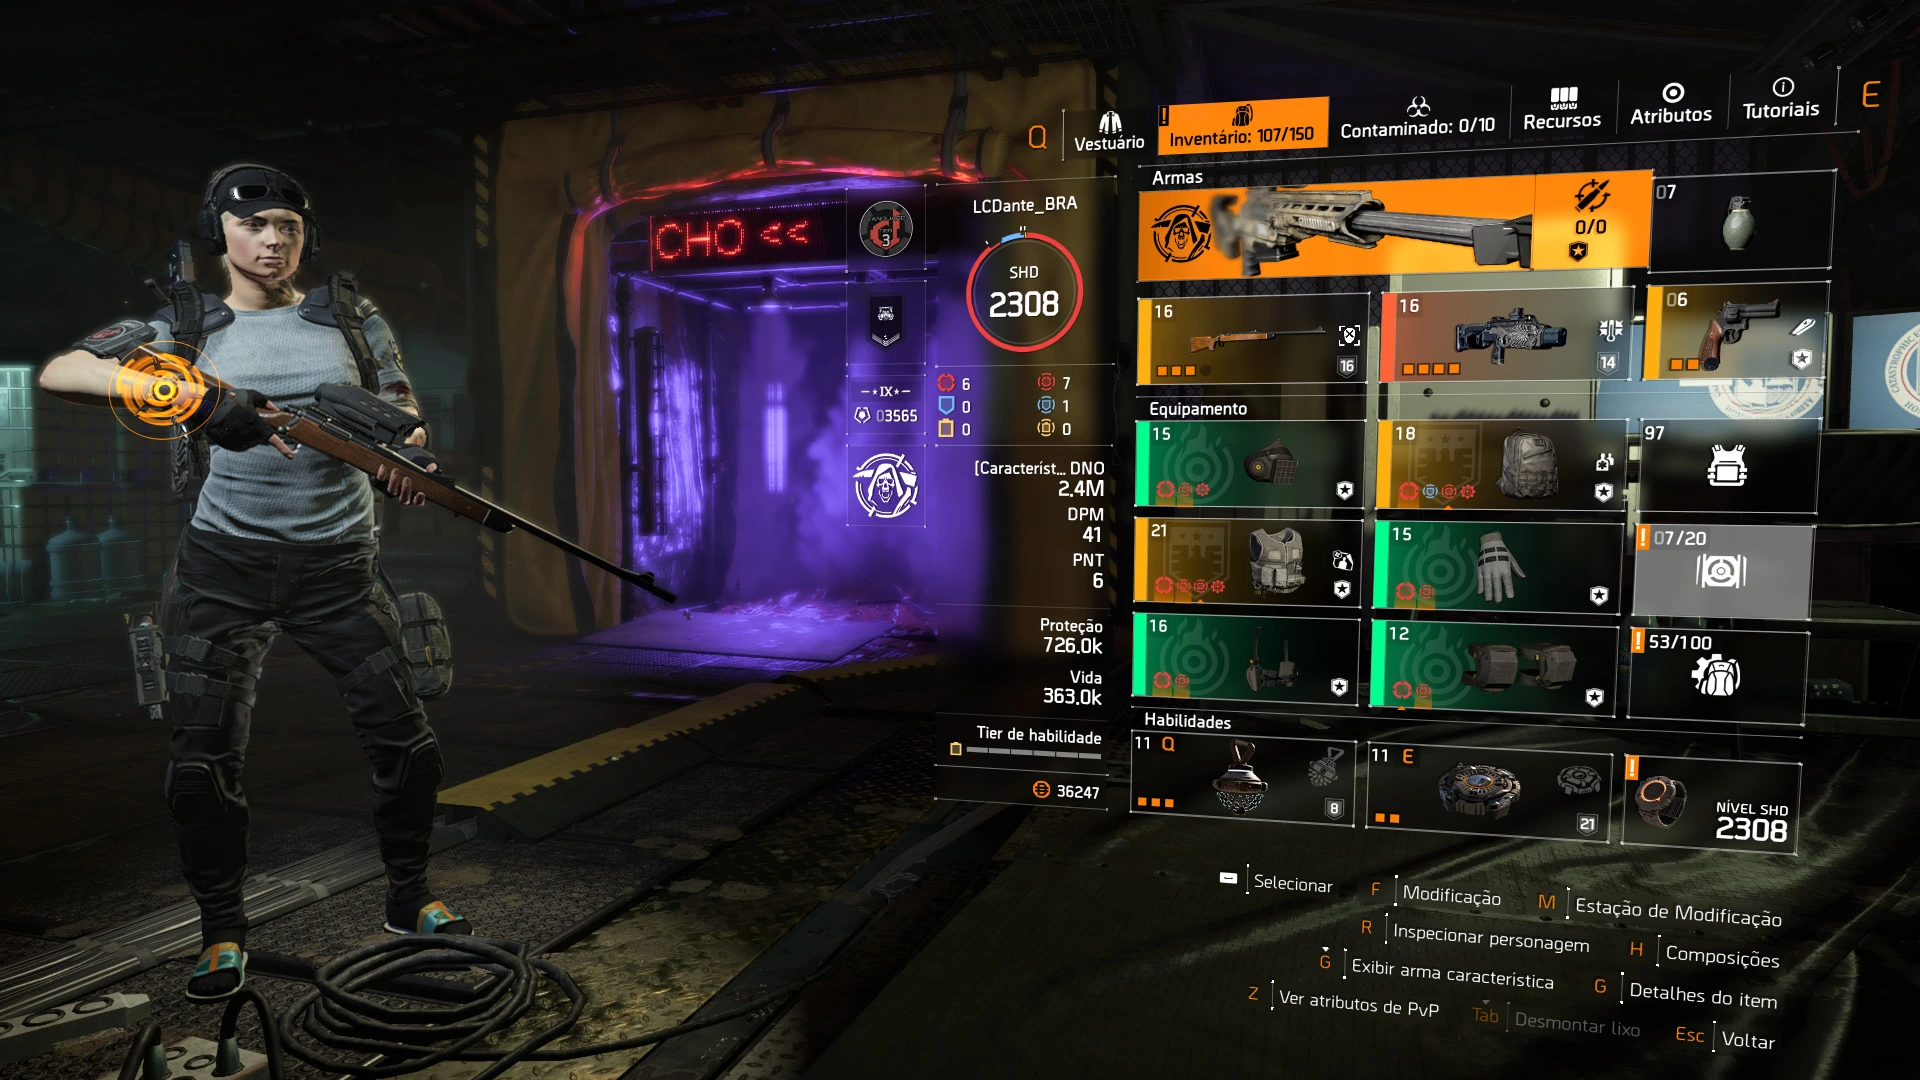 CHO <<
Q
Vestuário
!
Inventário: 107/150
Contaminado: 0/10
Recursos
Atributos
Tutoriais
E
LCDante_BRA
SHD
2308
3
IX
03565
6
7
0
1
0
0
[Característ... DNO
2.4M
DPM
41
PNT
6
Proteção
726.0k
Vida
363.0k
Tier de habilidade
36247
Armas
0/0
07
16
16
16
14
06
Equipamento
15
18
97
21
15
! 07/20
16
12
! 53/100
Habilidades
11 Q
8
11 E
21
!
NÍVEL SHD
2308
Selecionar
F Modificação
M Estação de Modificação
R Inspecionar personagem
H Composições
G Exibir arma característica
G Detalhes do item
Z Ver atributos de PvP
Tab Desmontar lixo
Esc Voltar